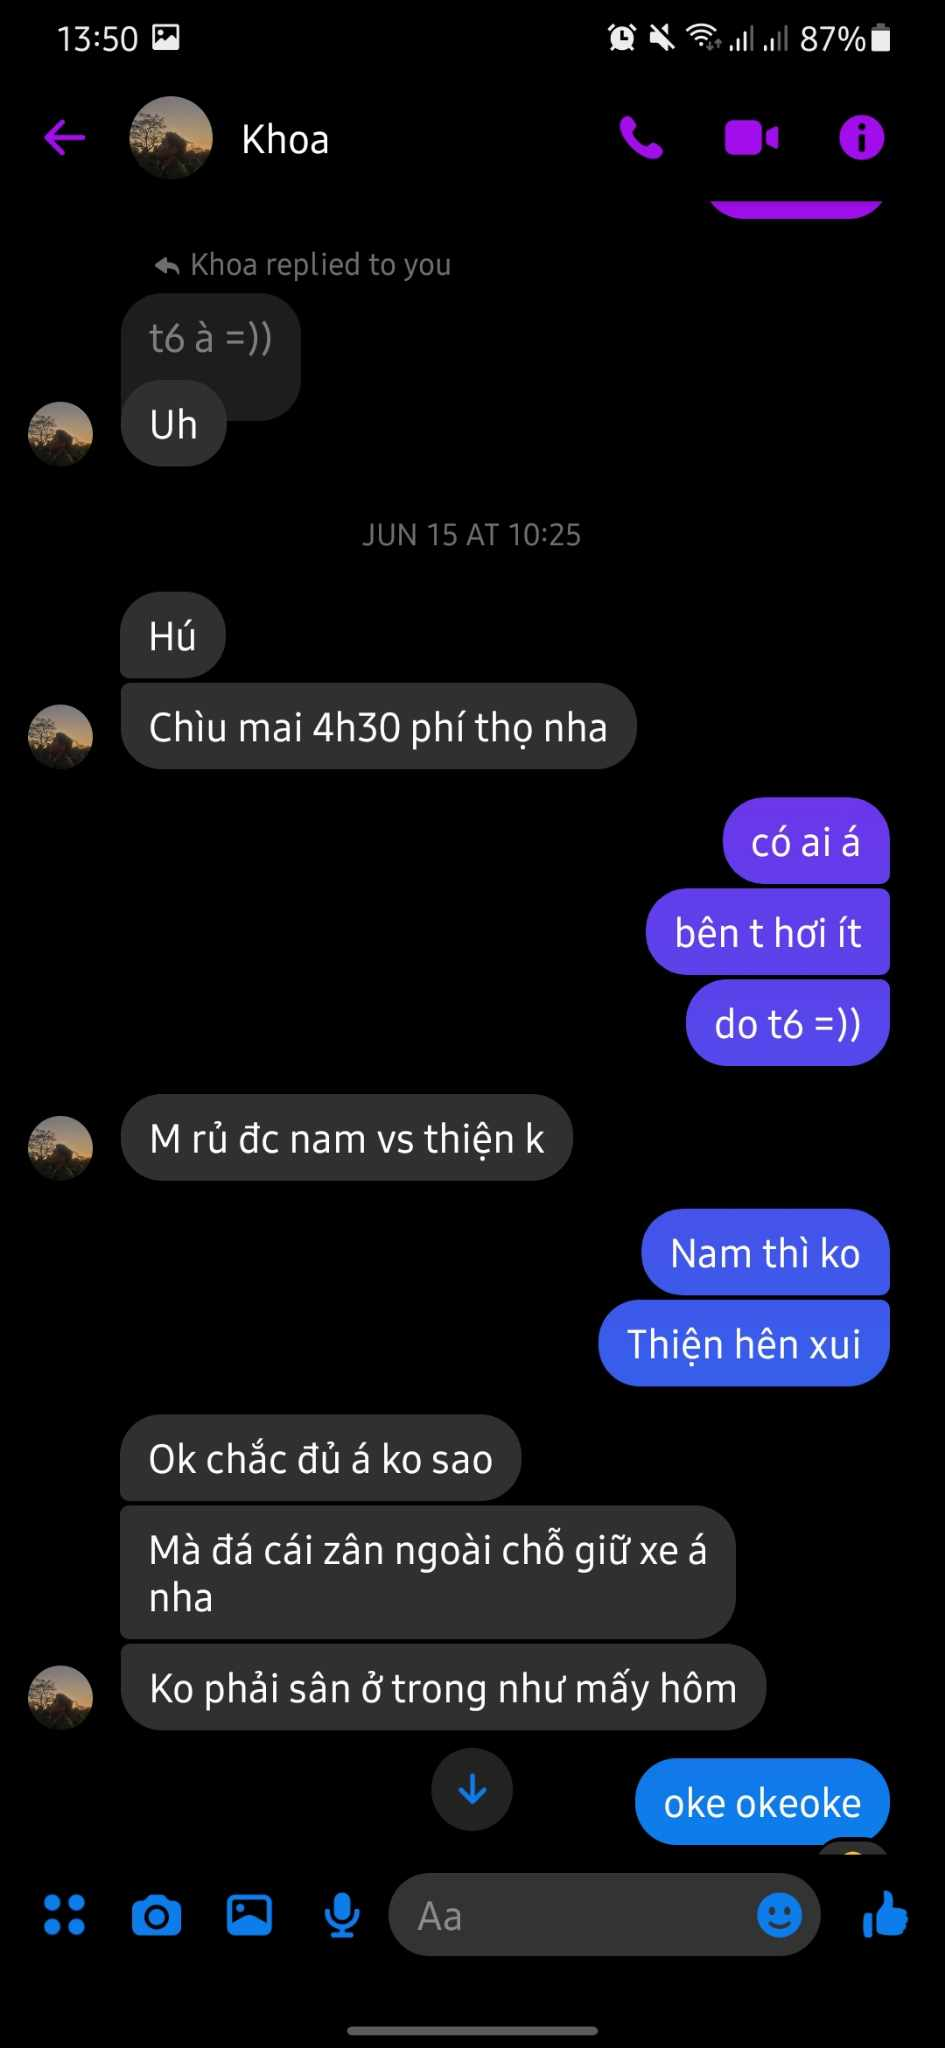 13:50
87%
Khoa
Khoa replied to you
t6 à =))
Uh
JUN 15 AT 10:25
Hú
Chìu mai 4h30 phí thọ nha
có ai á
bên t hơi ít
do t6 =))
M rủ đc nam vs thiện k
Nam thì ko
Thiện hên xui
Ok chắc đủ á ko sao
Mà đá cái zân ngoài chỗ giữ xe á
nha
Ko phải sân ở trong như mấy hôm
oke okeoke
Aa